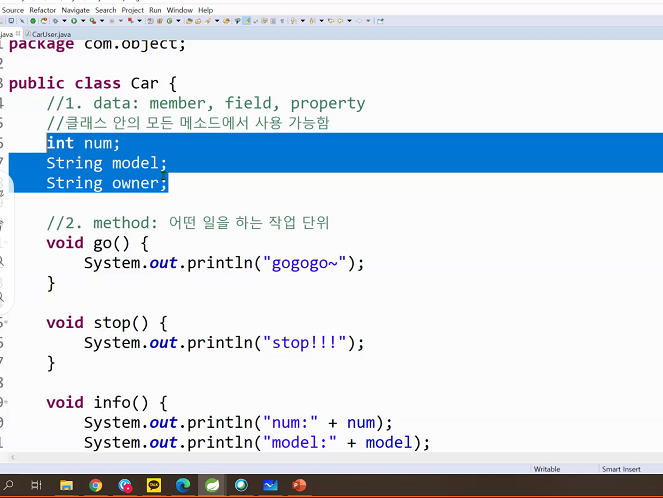 Source Refactor Navigate Search Project Run Window Help
.java CarUser.java
package com.object;
public class Car {
//1. data: member, field, property
//클래스 안의 모든 메소드에서 사용 가능함
int num;
String model;
String owner;
//2. method: 어떤 일을 하는 작업 단위
void go() {
System.out.println("gogogo~");
}
void stop() {
System.out.println("stop!!!");
}
void info() {
System.out.println("num:" + num);
System.out.println("model:" + model);
Writable Smart Insert